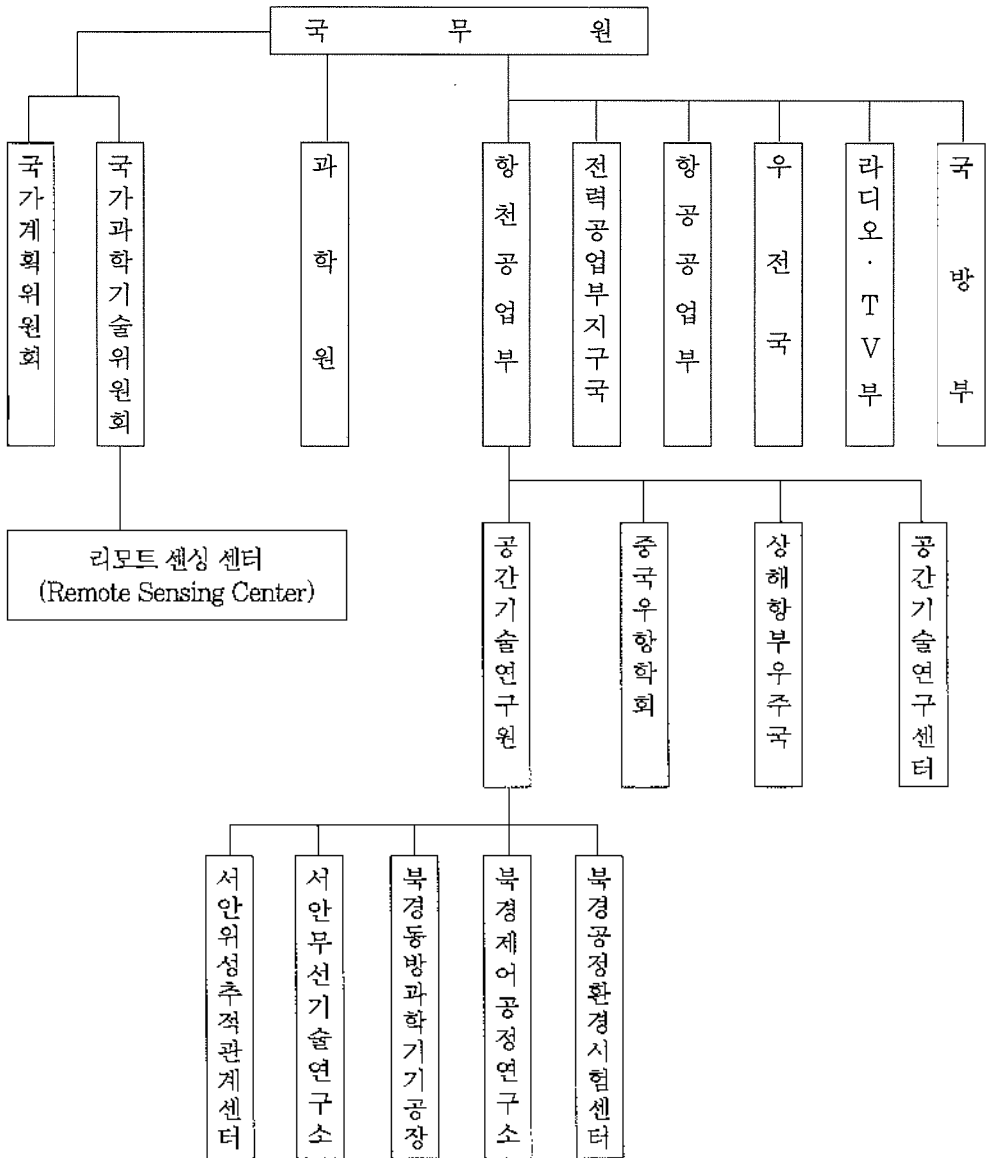 국 무 원
국가계획위원회
국가과학기술위원회
과학원
항천공업부
전력공업부지구국
항공공업부
우전국
라디오·TV부
국방부
리모트 센싱 센터
(Remote Sensing Center)
공간기술연구원
중국우항학회
상해항부우주국
공간기술연구센터
서안위성추적관계센터
서안무선기술연구소
북경동방과학기기공장
북경제어공정연구소
북경공정환경시험센터